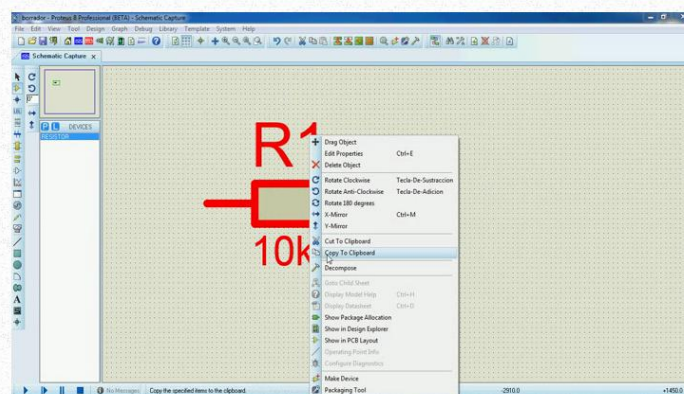 borrador - Proteus 8 Professional (BETA) - Schematic Capture
File Edit View Tool Design Graph Debug Library Template System Help
Schematic Capture x
P L DEVICES
RESISTOR
R1
10k
Drag Object
Edit Properties Ctrl+E
Delete Object
Rotate Clockwise Tecla-De-Sustraccion
Rotate Anti-Clockwise Tecla-De-Adicion
Rotate 180 degrees
X-Mirror Ctrl+M
Y-Mirror
Cut To Clipboard
Copy To Clipboard
Decompose
Goto Child Sheet
Display Model Help Ctrl+H
Display Datasheet Ctrl+D
Show Package Allocation
Show in Design Explorer
Show in PCB Layout
Operating Point Info
Configure Diagnostics
Make Device
Packaging Tool
No Messages Copy the specified items to the clipboard. -2910.0 +1450.0